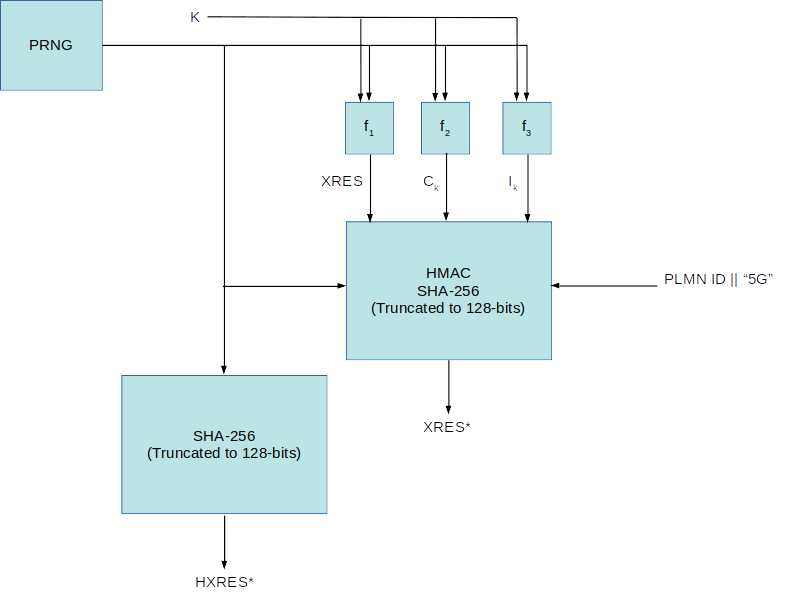 K
PRNG
f1
f2
f3
XRES
Ck
Ik
HMAC
SHA-256
(Truncated to 128-bits)
PLMN ID || “5G”
XRES*
SHA-256
(Truncated to 128-bits)
HXRES*